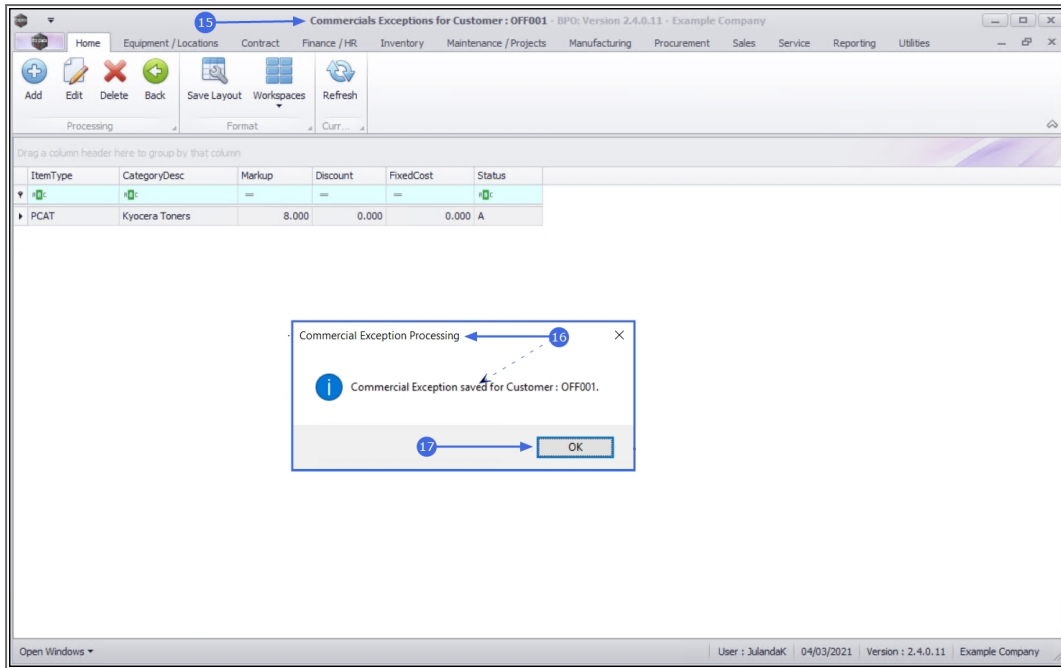 15
Commercials Exceptions for Customer : OFF001 - BPO: Version 2.4.0.11 - Example Company
Home Equipment / Locations Contract Finance / HR Inventory Maintenance / Projects Manufacturing Procurement Sales Service Reporting Utilities
Add Edit Delete Back Save Layout Workspaces Refresh
Processing Format Curr...
Drag a column header here to group by that column
ItemType CategoryDesc Markup Discount FixedCost Status
= = =
PCAT Kyocera Toners 8.000 0.000 0.000 A
Commercial Exception Processing 16
Commercial Exception saved for Customer : OFF001.
17 OK
Open Windows User : JulandaK 04/03/2021 Version : 2.4.0.11 Example Company